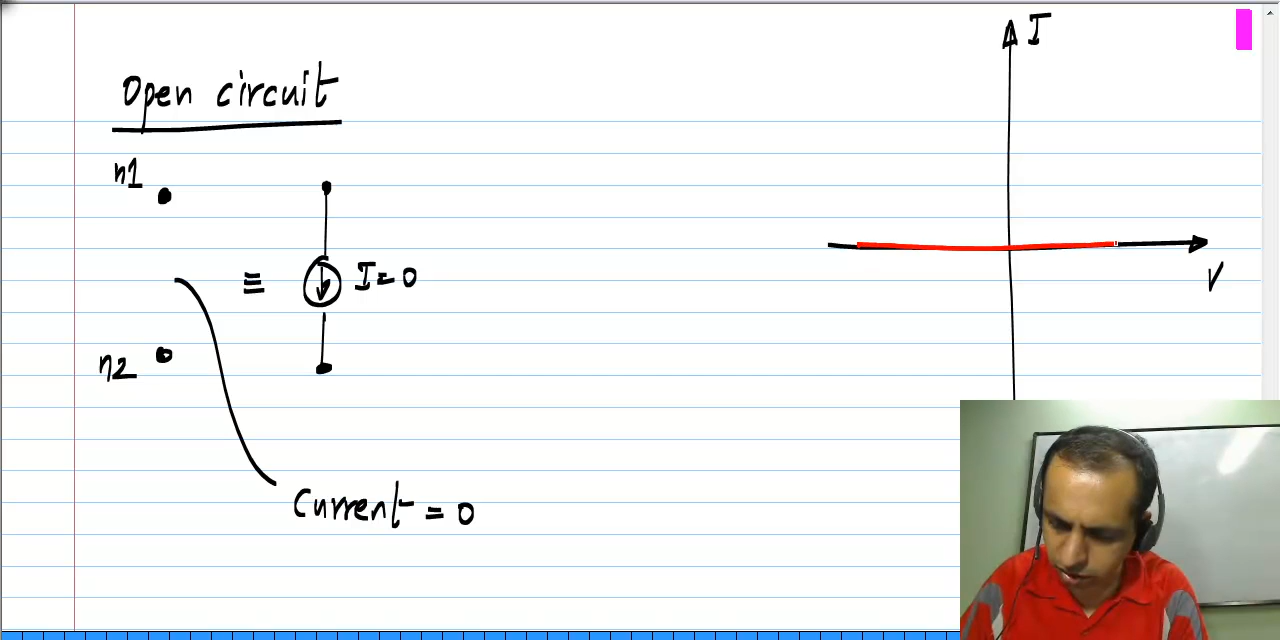 Open circuit
I
n1
≡
I = 0
V
n2
Current = 0